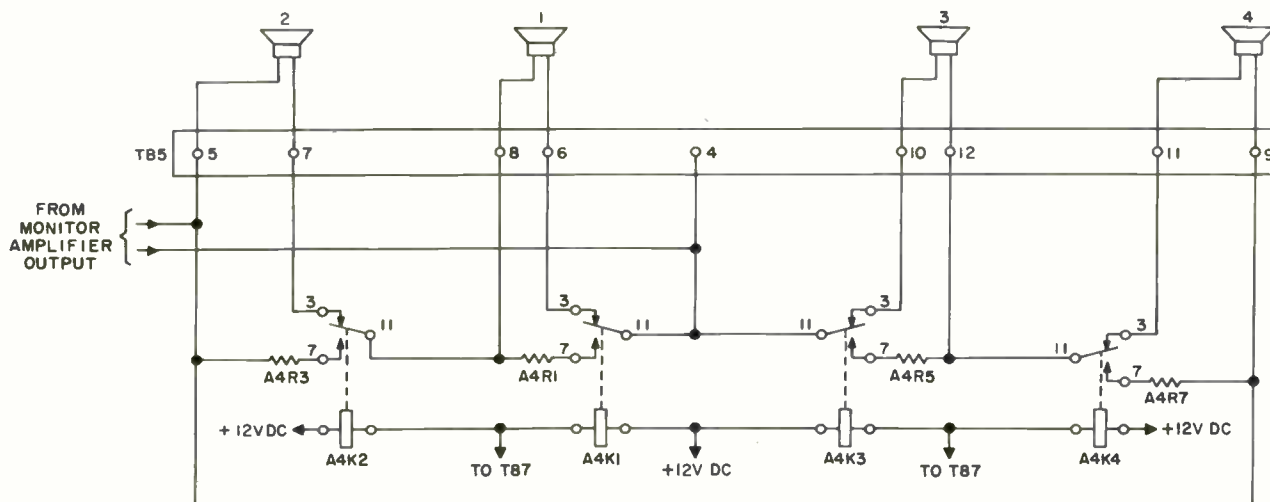 2 1 3 4
TB5 5 7 8 6 4 10 12 11 9
FROM
MONITOR
AMPLIFIER
OUTPUT
3 3 3
11 11 11 3
7 7 7 11
A4R3 A4R1 A4R5 7
A4R7
+12V DC +12V DC
A4K2 TO T87 A4K1 +12V DC A4K3 TO T87 A4K4